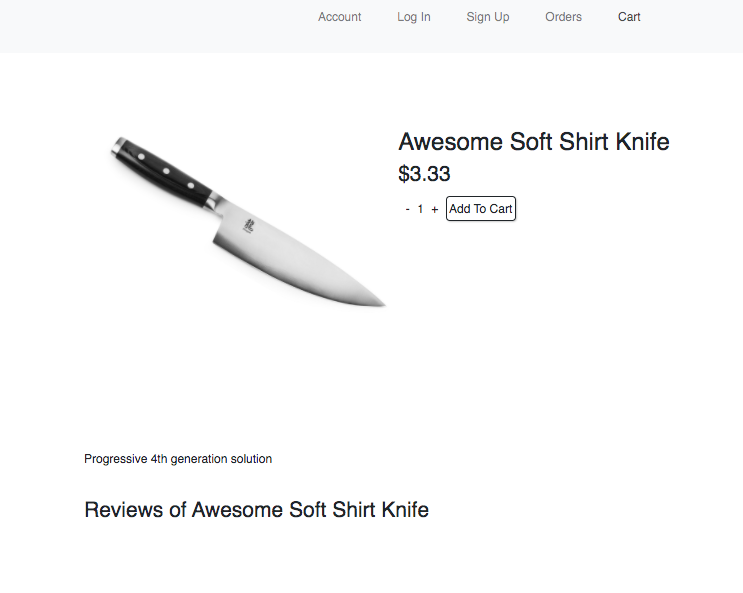 Account Log In Sign Up Orders Cart
Awesome Soft Shirt Knife
$3.33
- 1 + Add To Cart
Progressive 4th generation solution
Reviews of Awesome Soft Shirt Knife